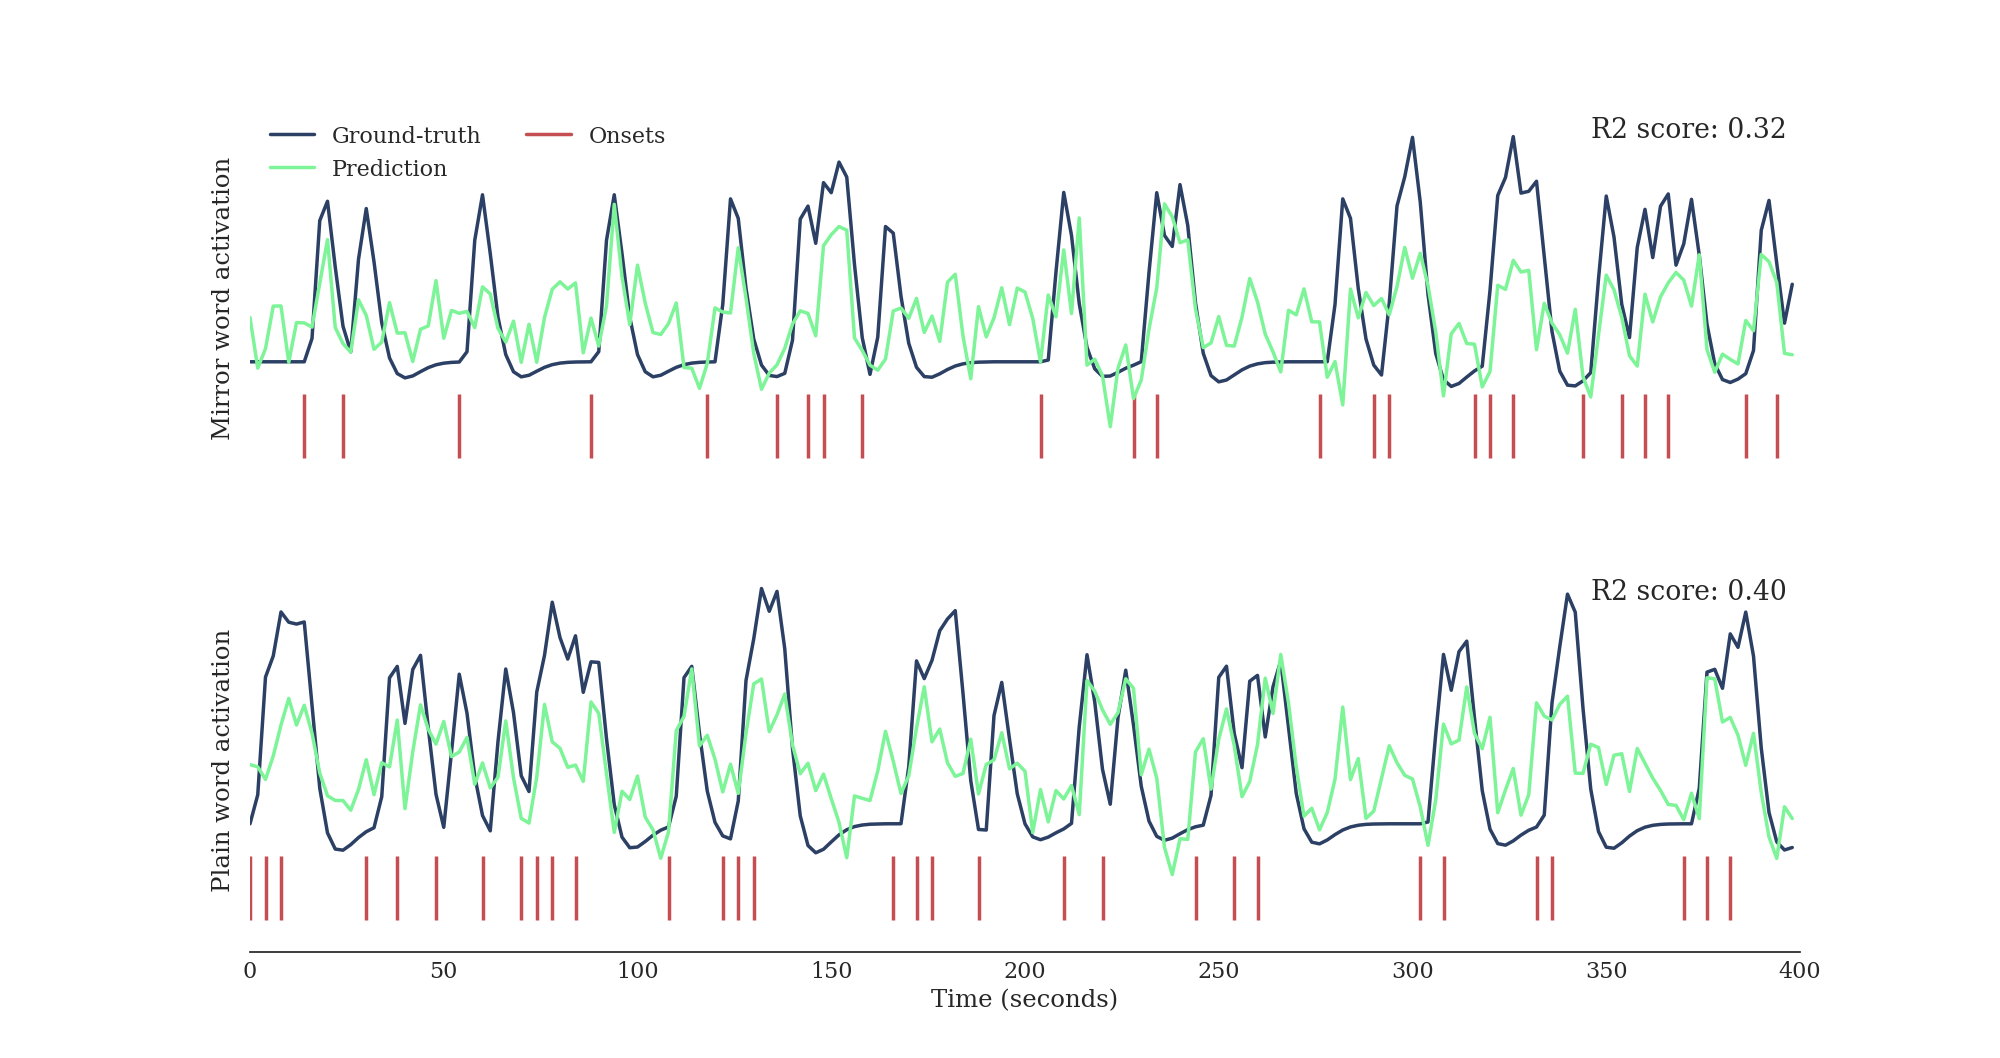 Ground-truth
Onsets
Prediction
R2 score: 0.32
Mirror word activation
R2 score: 0.40
Plain word activation
0 50 100 150 200 250 300 350 400
Time (seconds)